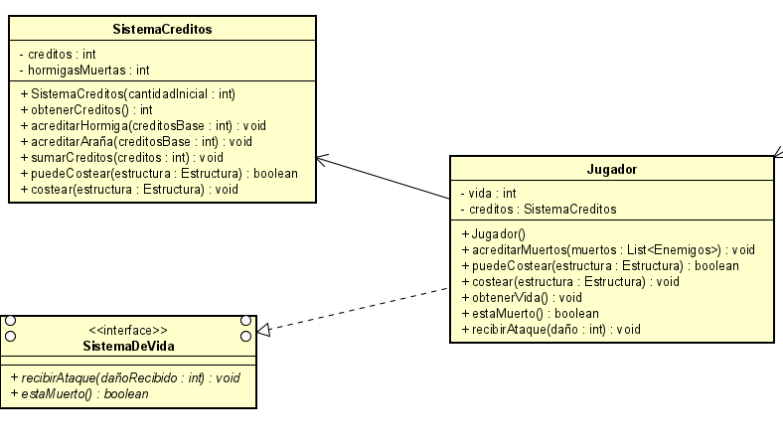 SistemaCreditos
- creditos : int
- hormigasMuertas : int
+ SistemaCreditos(cantidadInicial : int)
+ obtenerCreditos() : int
+ acreditarHormiga(creditosBase : int) : void
+ acreditarAraña(creditosBase : int) : void
+ sumarCreditos(creditos : int) : void
+ puedeCostear(estructura : Estructura) : boolean
+ costear(estructura : Estructura) : void
Jugador
- vida : int
- creditos : SistemaCreditos
+ Jugador()
+ acreditarMuertos(muertos : List<Enemigos>) : void
+ puedeCostear(estructura : Estructura) : boolean
+ costear(estructura : Estructura) : void
+ obtenerVida() : void
+ estaMuerto() : boolean
+ recibirAtaque(daño : int) : void
<<interface>>
SistemaDeVida
+ recibirAtaque(dañoRecibido : int) : void
+ estaMuerto() : boolean